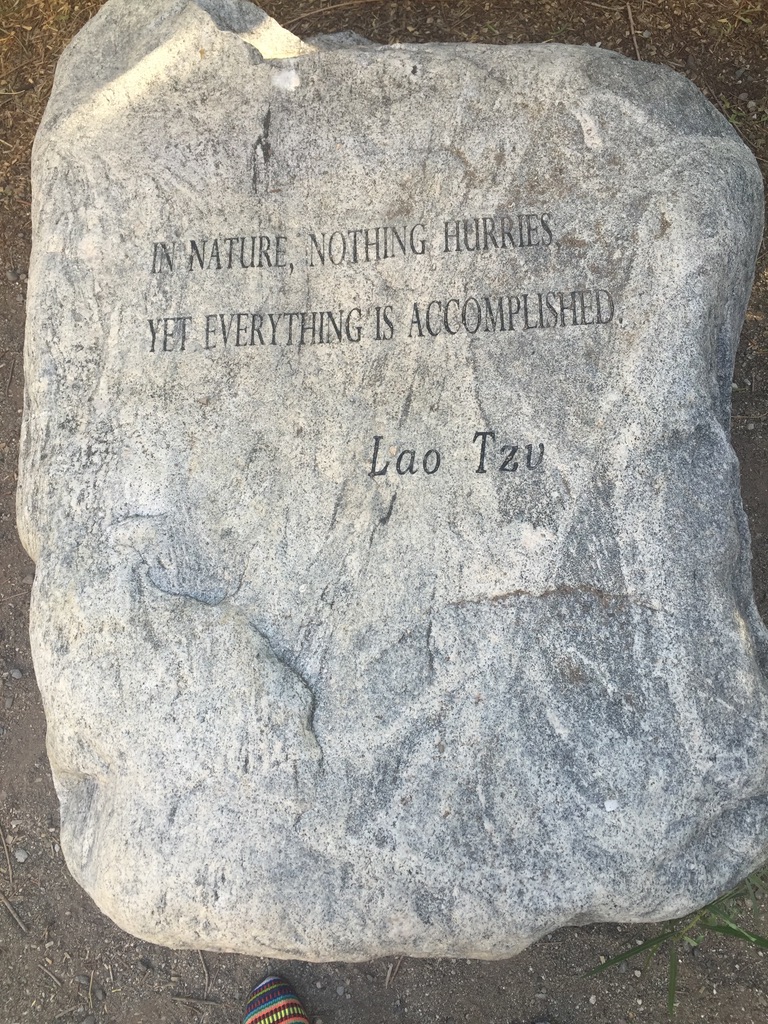 IN NATURE, NOTHING HURRIES
YET EVERYTHING IS ACCOMPLISHED.
Lao Tzu